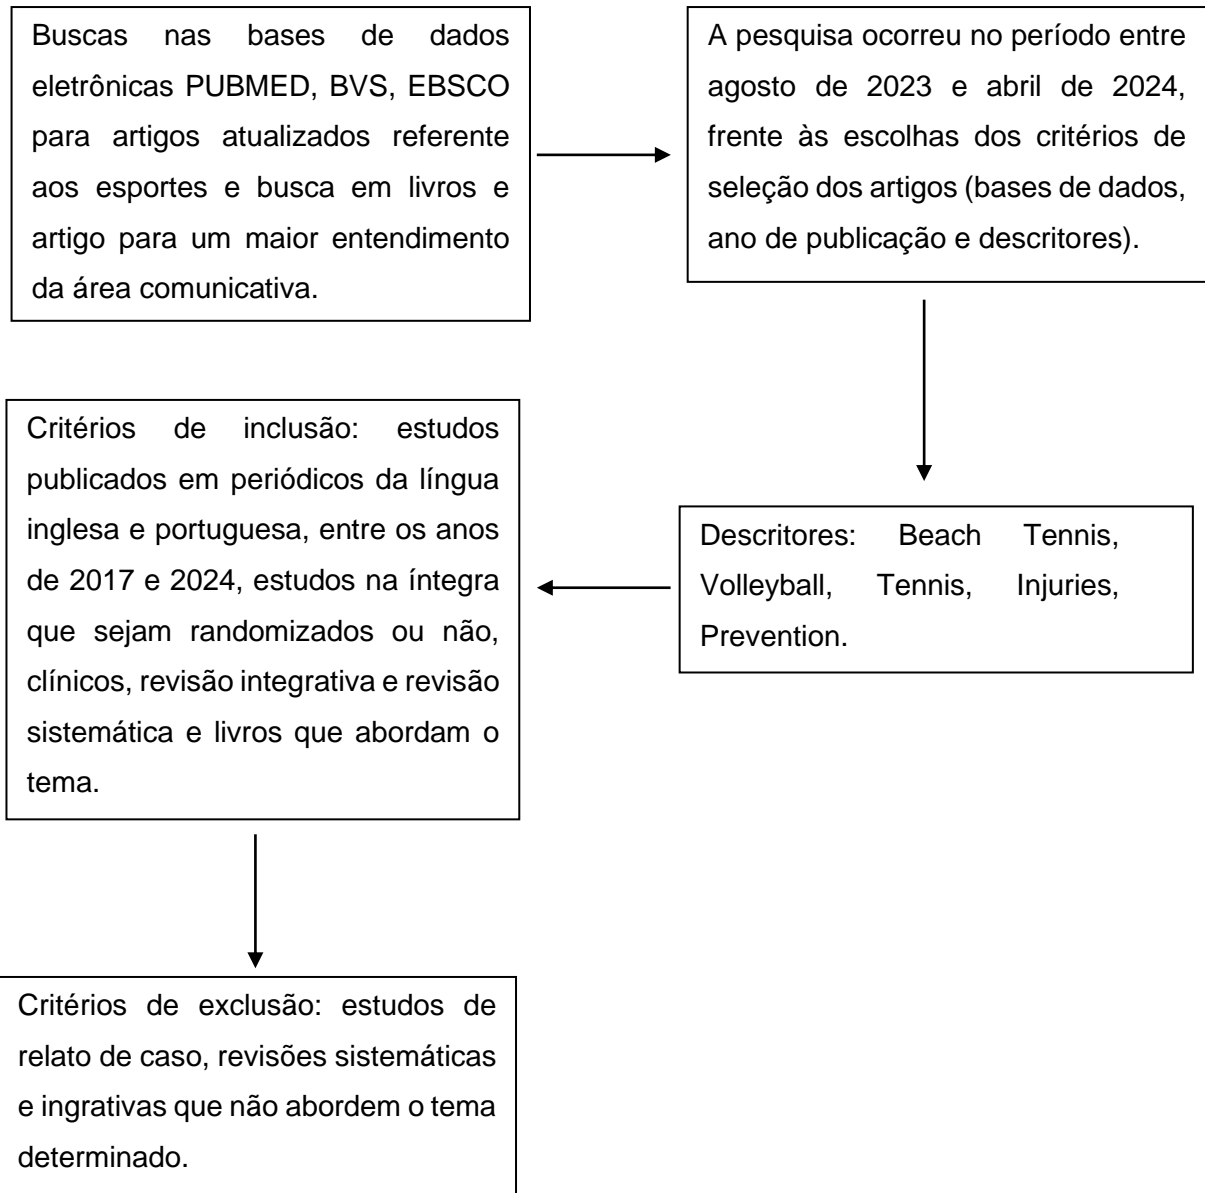 Buscas nas bases de dados
eletrônicas PUBMED, BVS, EBSCO
para artigos atualizados referente
aos esportes e busca em livros e
artigo para um maior entendimento
da área comunicativa.
A pesquisa ocorreu no período entre
agosto de 2023 e abril de 2024,
frente às escolhas dos critérios de
seleção dos artigos (bases de dados,
ano de publicação e descritores).
Descritores: Beach Tennis,
Volleyball, Tennis, Injuries,
Prevention.
Critérios de inclusão: estudos
publicados em periódicos da língua
inglesa e portuguesa, entre os anos
de 2017 e 2024, estudos na íntegra
que sejam randomizados ou não,
clínicos, revisão integrativa e revisão
sistemática e livros que abordam o
tema.
Critérios de exclusão: estudos de
relato de caso, revisões sistemáticas
e ingrativas que não abordem o tema
determinado.